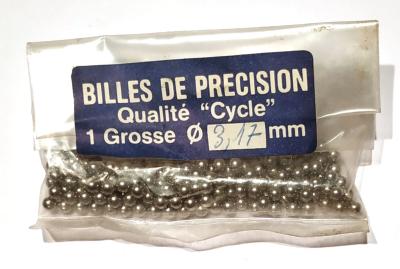 BILLES DE PRECISION
Qualité "Cycle"
1 Grosse Ø 3,17 mm